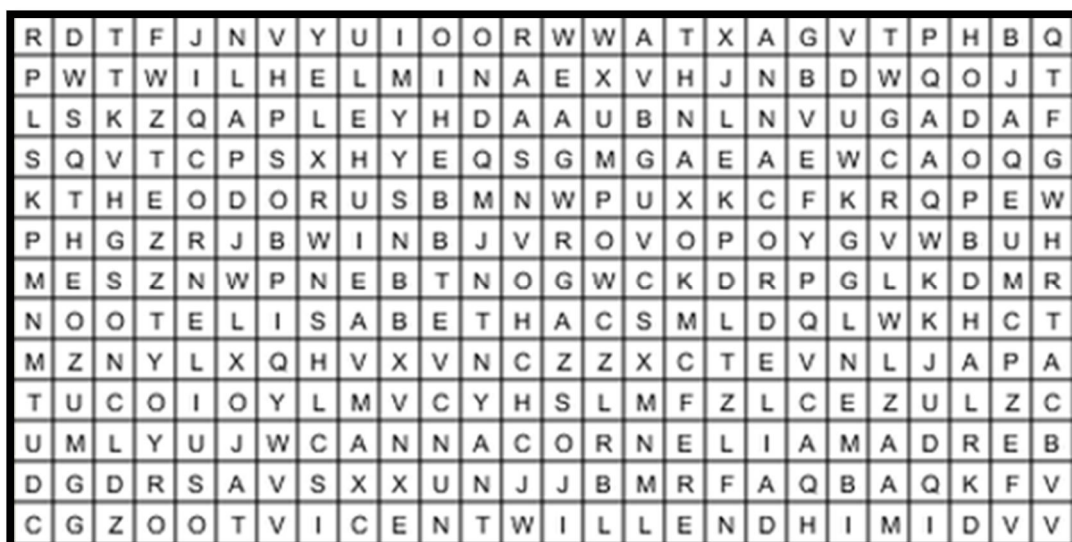 R D T F J N V Y U I O O R W W A T X A G V T P H B Q
P W T W I L H E L M I N A E X V H J N B D W Q O J T
L S K Z Q A P L E Y H D A A U B N L N V U G A D A F
S Q V T C P S X H Y E Q S G M G A E A E W C A O Q G
K T H E O D O R U S B M N W P U X K C F K R Q P E W
P H G Z R J B W I N B J V R O V O P O Y G V W B U H
M E S Z N W P N E B T N O G W C K D R P G L K D M R
N O O T E L I S A B E T H A C S M L D Q L W K H C T
M Z N Y L X Q H V X V N C Z Z X C T E V N L J A P A
T U C O I O Y L M V C Y H S L M F Z L C E Z U L Z C
U M L Y U J W C A N N A C O R N E L I A M A D R E B
D G D R S A V S X X U N J J B M R F A Q B A Q K F V
C G Z O O T V I C E N T W I L L E N D H I M I D V V